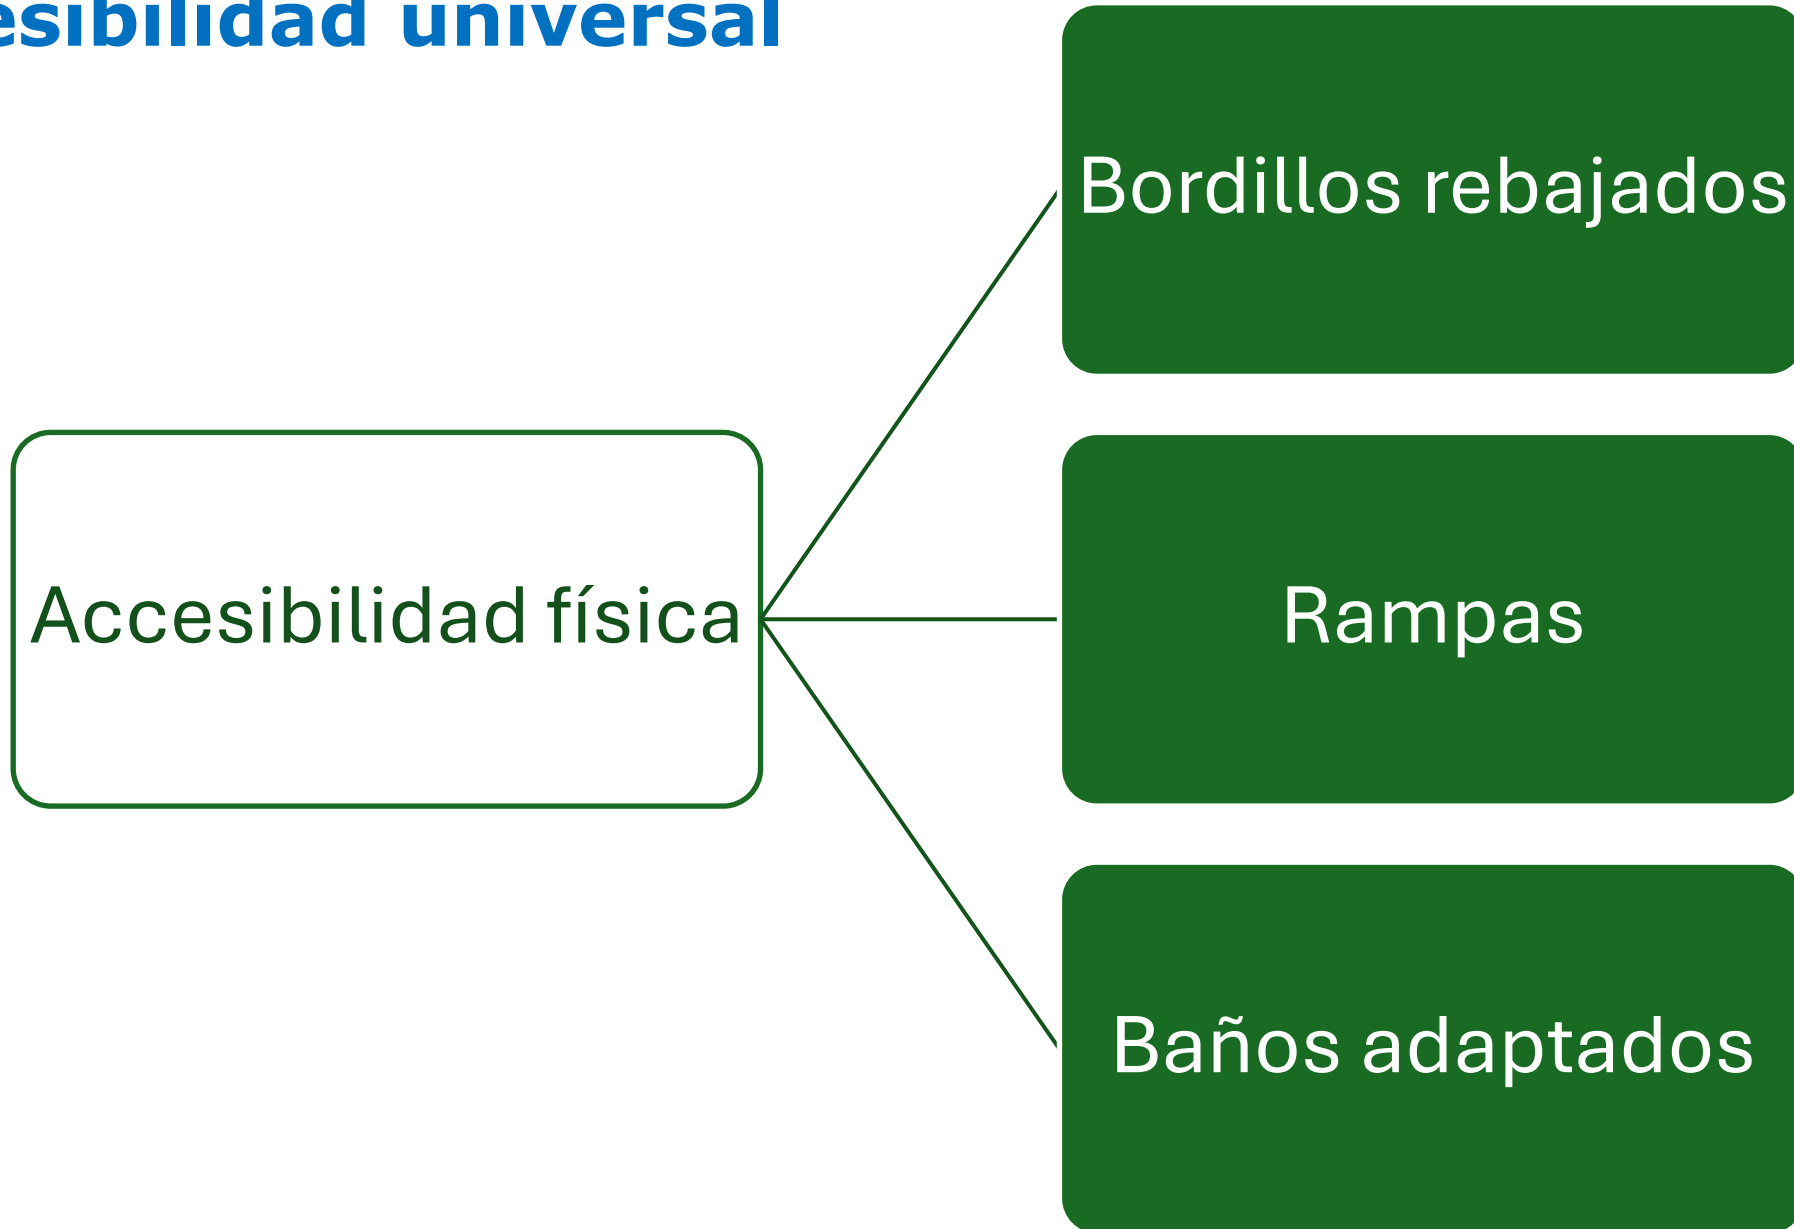 esibilidad universal
Bordillos rebajados
Accesibilidad física
Rampas
Baños adaptados